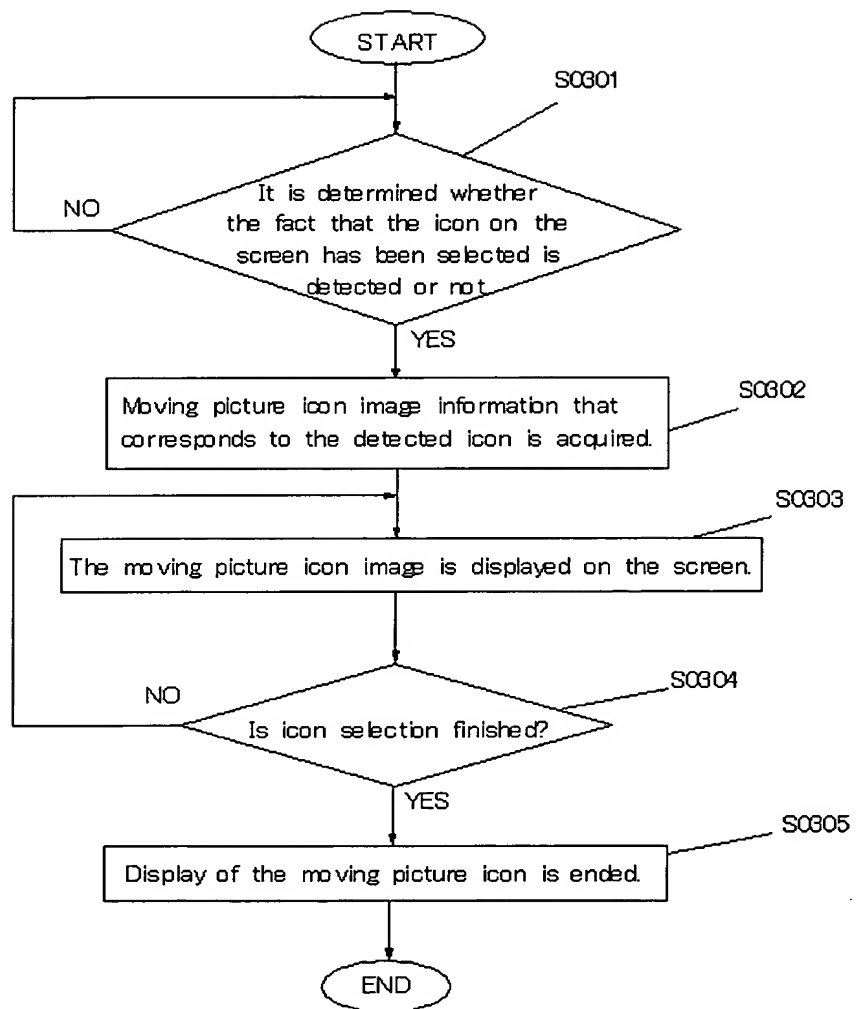 START
S0301
It is determined whether
the fact that the icon on the
screen has been selected is
detected or not
NO
YES
S0302
Moving picture icon image information that
corresponds to the detected icon is acquired.
S0303
The moving picture icon image is displayed on the screen.
S0304
NO
Is icon selection finished?
YES
S0305
Display of the moving picture icon is ended.
END